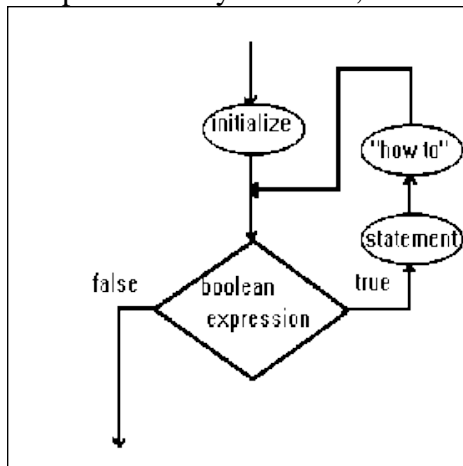 initialize
"how to"
statement
false
boolean
expression
true